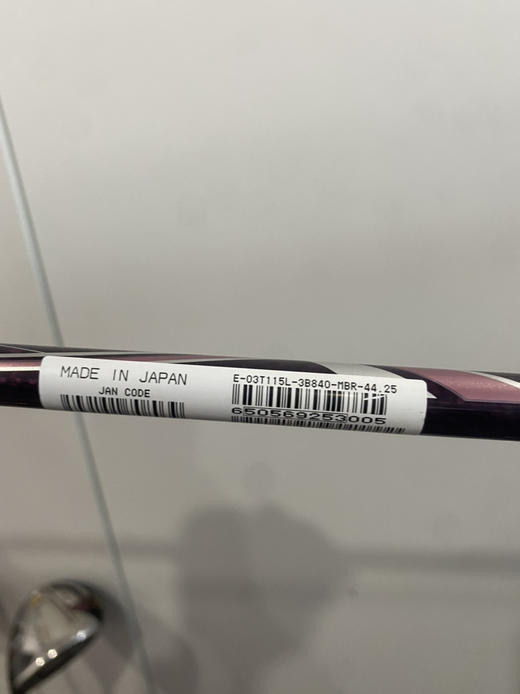 MADE IN JAPAN
JAN CODE
E-03T115L-3B840-MBR-44.25
650569253005